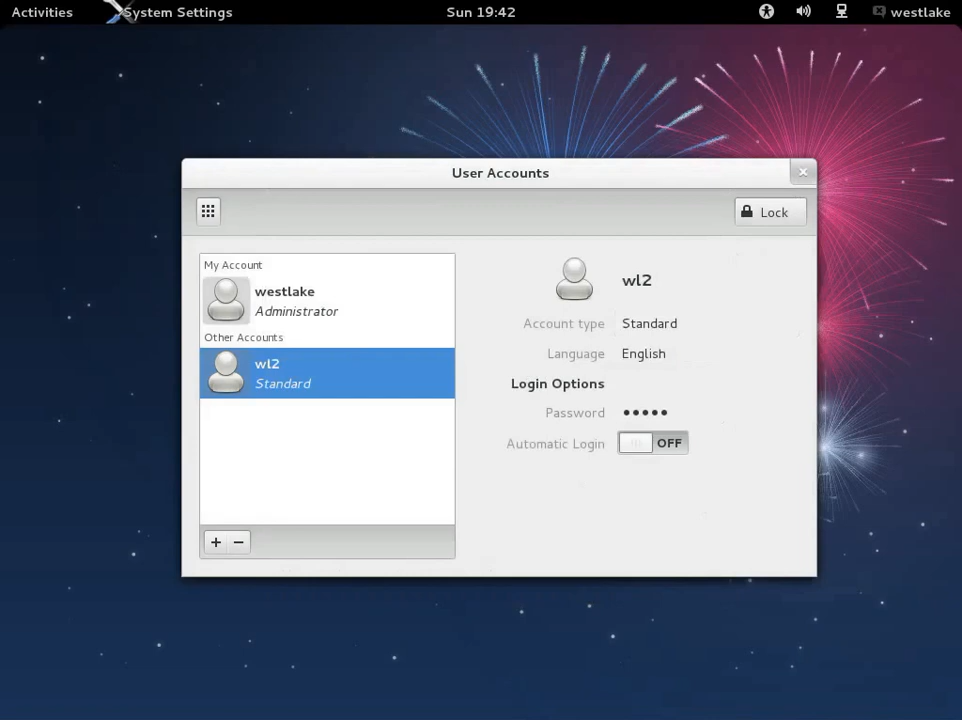 Activities System Settings Sun 19:42 westlake
User Accounts
Lock
My Account
westlake
Administrator
Other Accounts
wl2
Standard
wl2
Account type Standard
Language English
Login Options
Password •••••
Automatic Login OFF
+ −